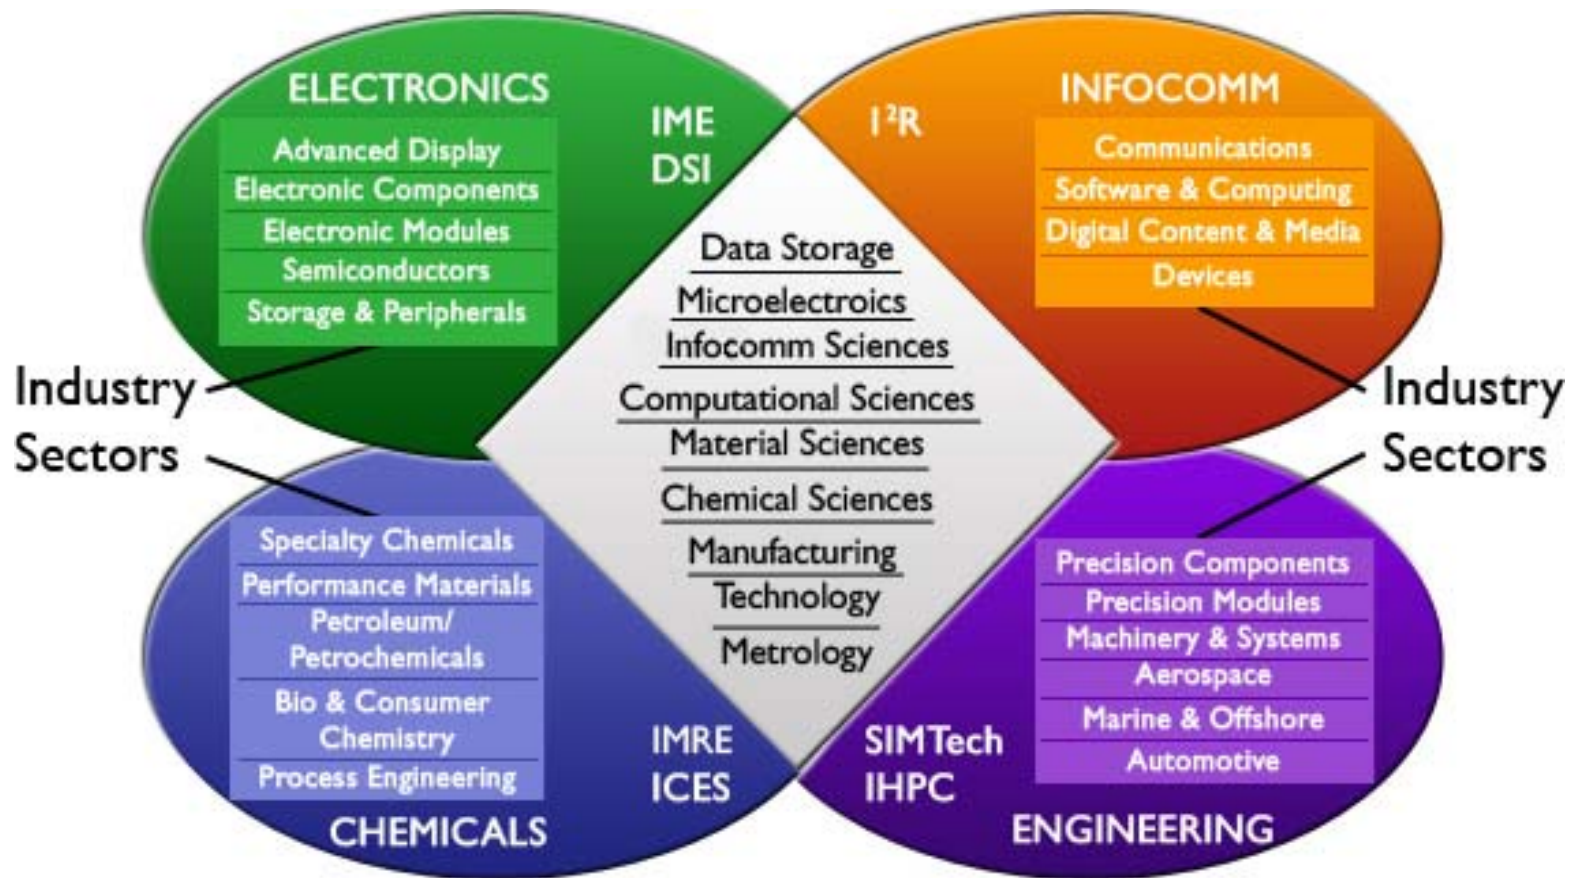 ELECTRONICS
Advanced Display
Electronic Components
Electronic Modules
Semiconductors
Storage & Peripherals
IME
DSI
I²R
INFOCOMM
Communications
Software & Computing
Digital Content & Media
Devices
Industry
Sectors
Data Storage
Microelectroics
Infocomm Sciences
Computational Sciences
Material Sciences
Chemical Sciences
Manufacturing
Technology
Metrology
Industry
Sectors
Specialty Chemicals
Performance Materials
Petroleum/
Petrochemicals
Bio & Consumer
Chemistry
Process Engineering
CHEMICALS
IMRE
ICES
SIMTech
IHPC
Precision Components
Precision Modules
Machinery & Systems
Aerospace
Marine & Offshore
Automotive
ENGINEERING